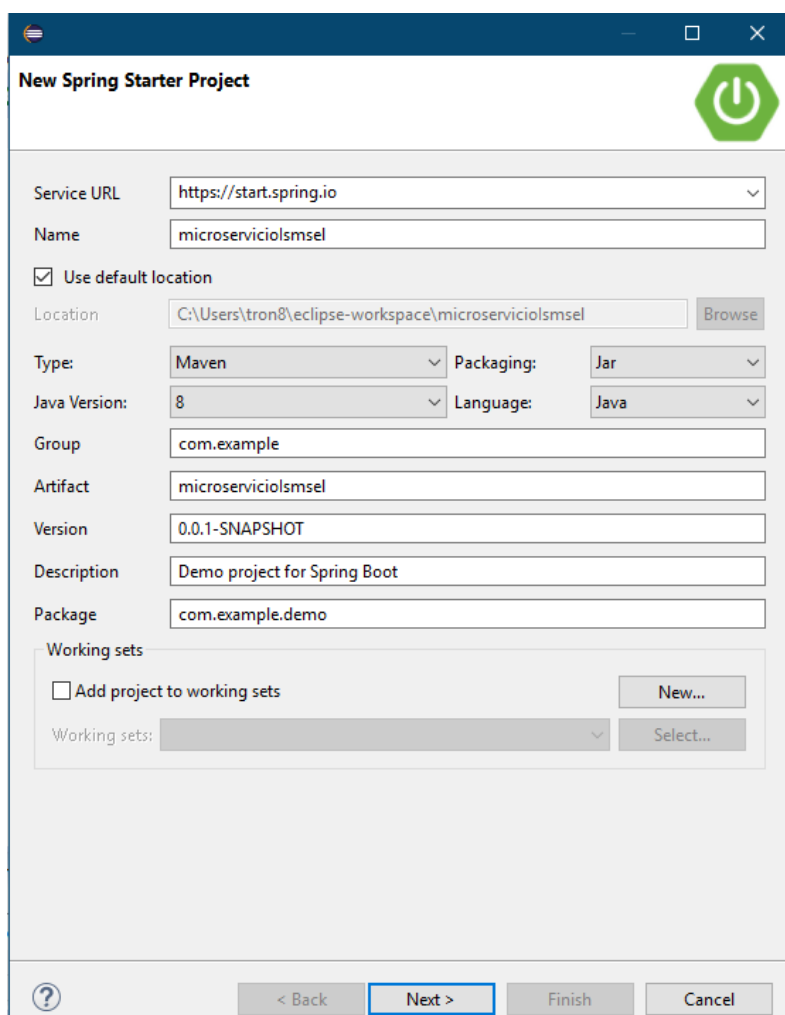 New Spring Starter Project
Service URL https://start.spring.io
Name microserviciolsmsel
Use default location
Location C:\Users\tron8\eclipse-workspace\microserviciolsmsel Browse
Type: Maven Packaging: Jar
Java Version: 8 Language: Java
Group com.example
Artifact microserviciolsmsel
Version 0.0.1-SNAPSHOT
Description Demo project for Spring Boot
Package com.example.demo
Working sets
Add project to working sets New...
Working sets: Select...
? < Back Next > Finish Cancel